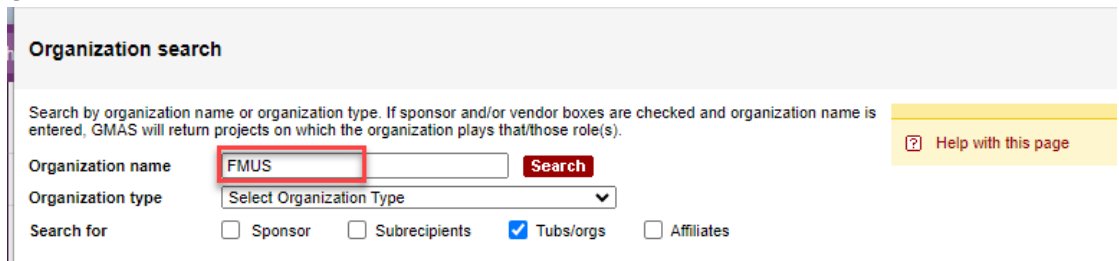 Organization search
Search by organization name or organization type. If sponsor and/or vendor boxes are checked and organization name is
entered, GMAS will return projects on which the organization plays that/those role(s).
? Help with this page
Organization name FMUS Search
Organization type Select Organization Type
Search for Sponsor Subrecipients Tubs/orgs Affiliates